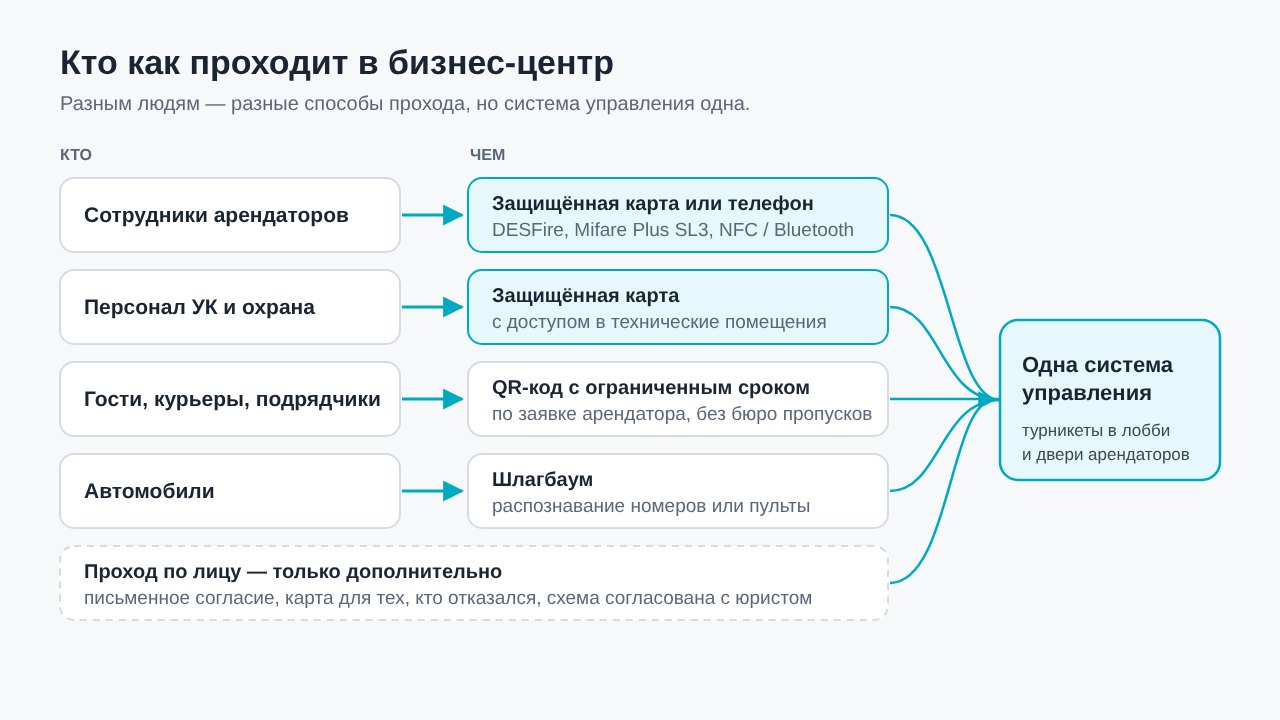 Кто как проходит в бизнес-центр
Разным людям — разные способы прохода, но система управления одна.
КТО
ЧЕМ
Сотрудники арендаторов
Защищённая карта или телефон
DESFire, Mifare Plus SL3, NFC / Bluetooth
Персонал УК и охрана
Защищённая карта
с доступом в технические помещения
Гости, курьеры, подрядчики
QR-код с ограниченным сроком
по заявке арендатора, без бюро пропусков
Автомобили
Шлагбаум
распознавание номеров или пульты
Проход по лицу — только дополнительно
письменное согласие, карта для тех, кто отказался, схема согласована с юристом
Одна система
управления
турникеты в лобби
и двери арендаторов